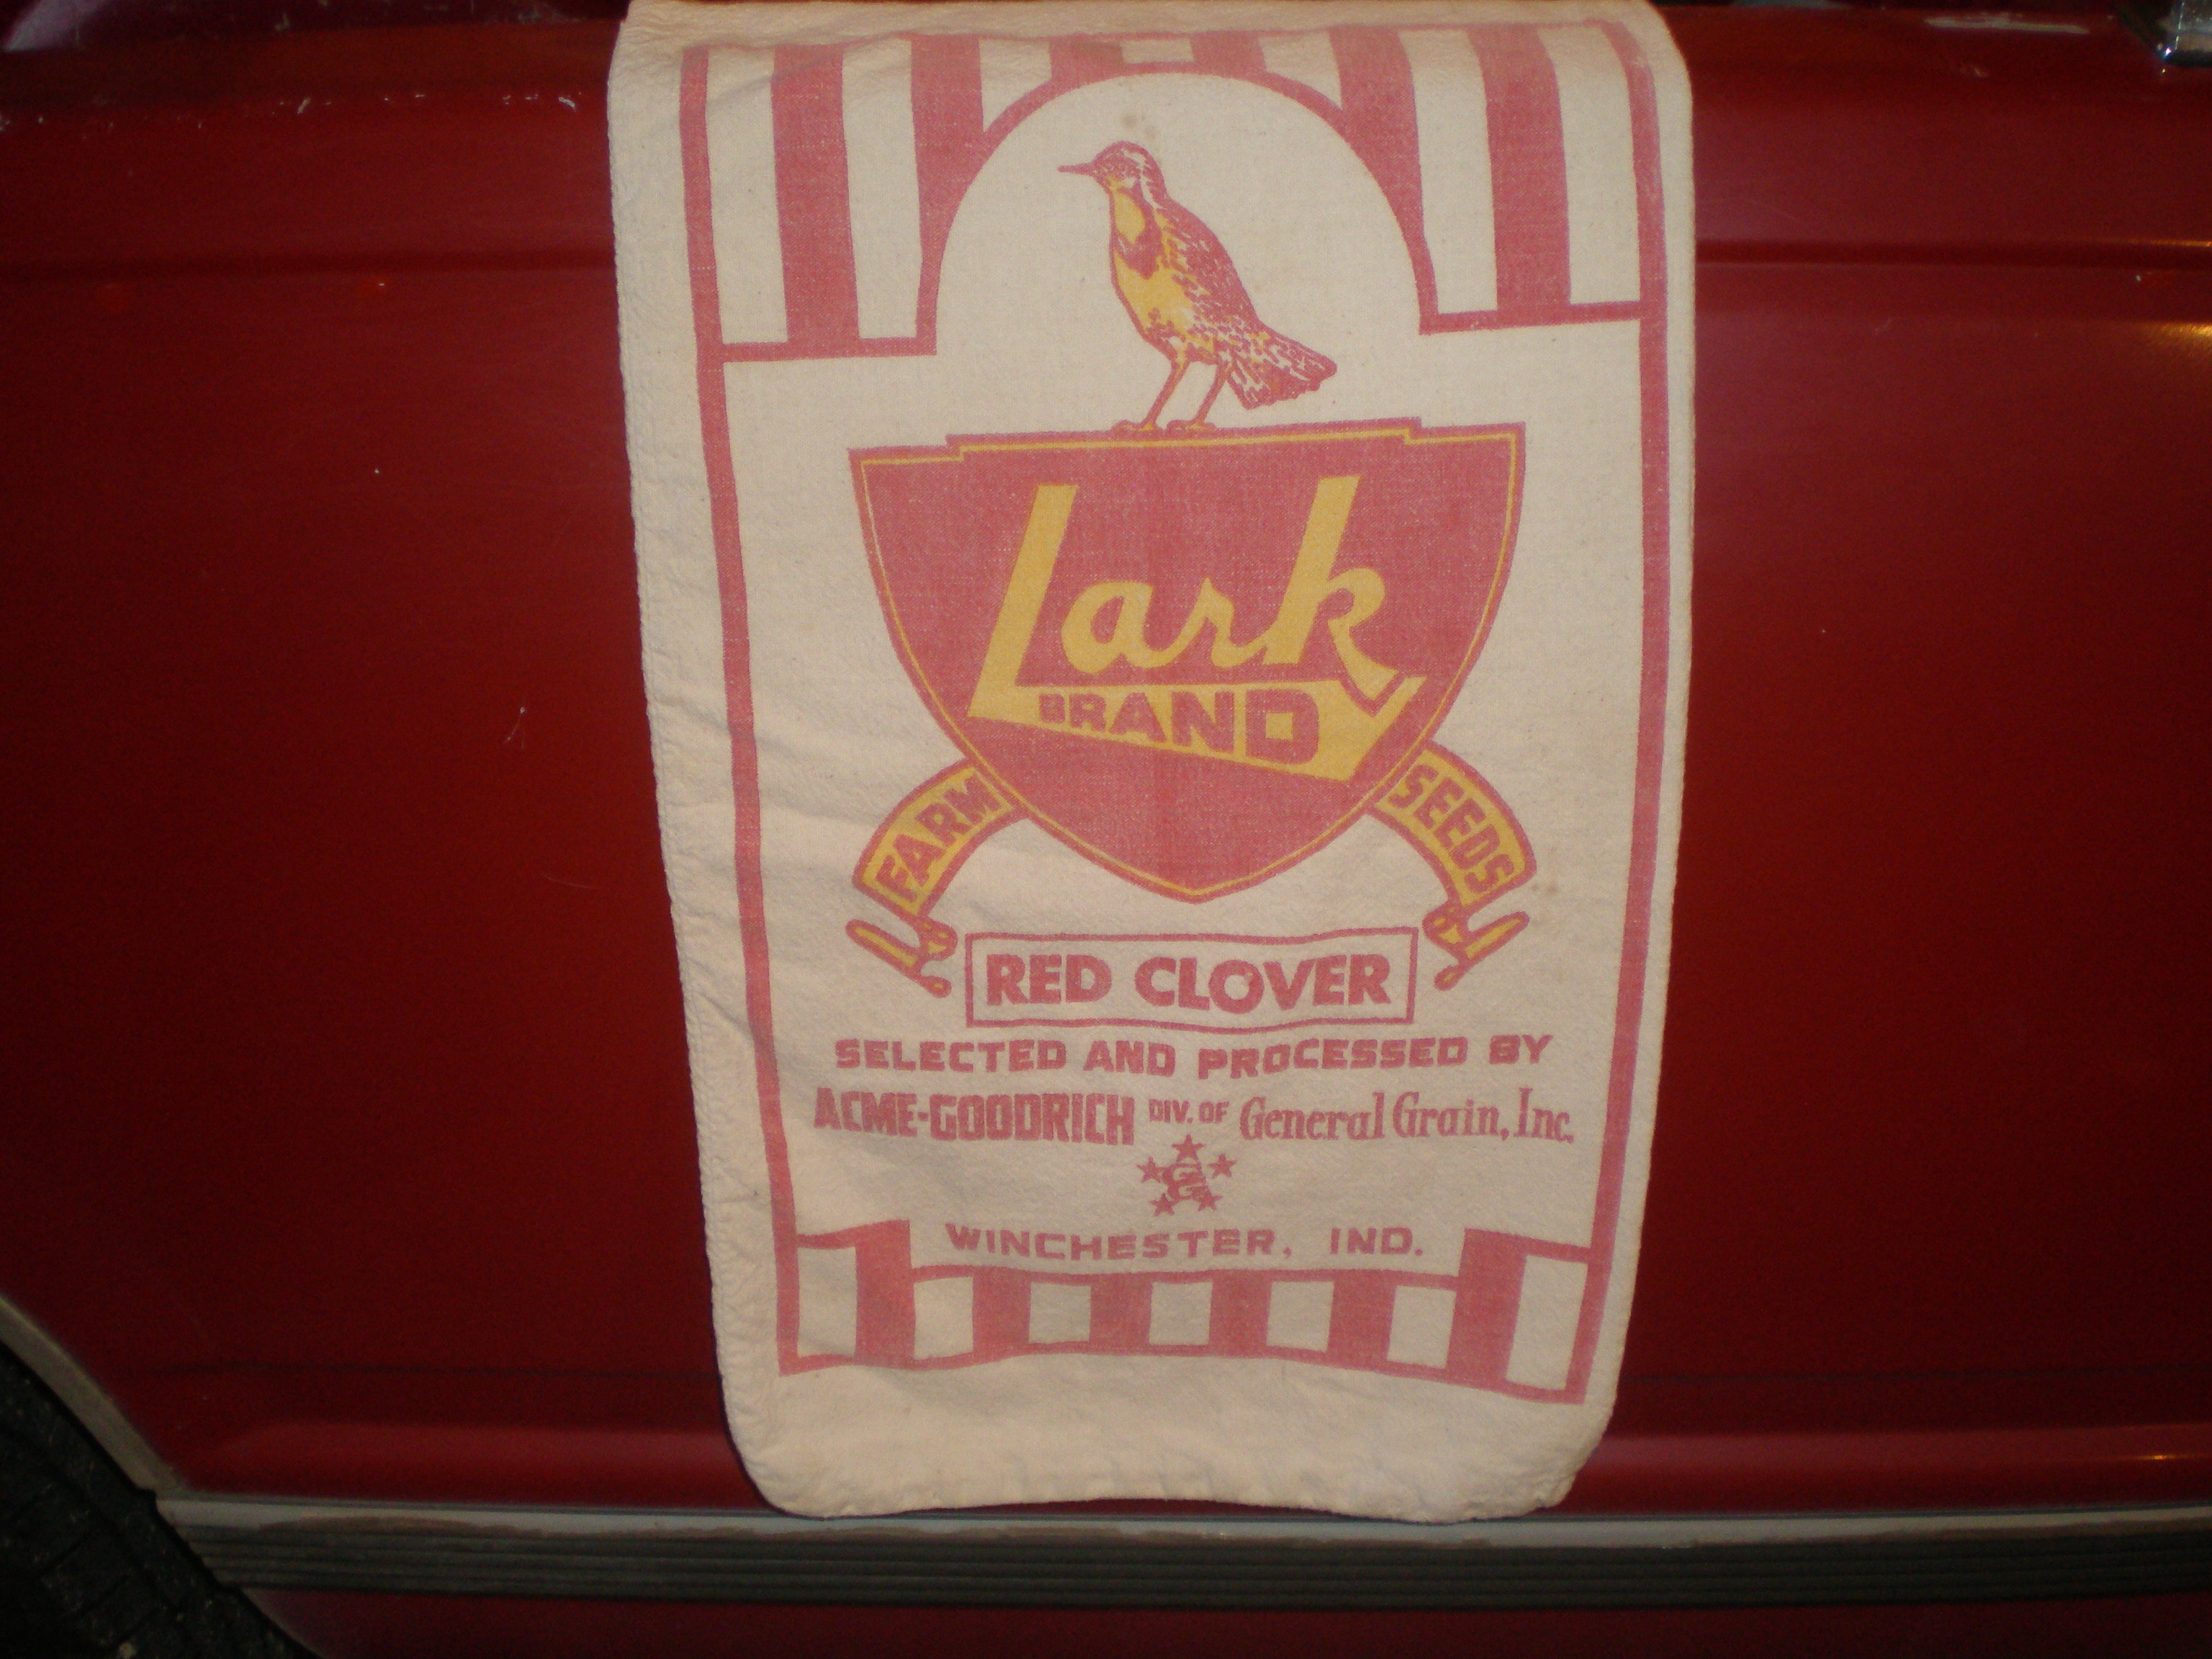 Lark
BRAND
FARM SEEDS
RED CLOVER
SELECTED AND PROCESSED BY
ACME-GOODRICH DIV. OF General Grain, Inc.
GG
WINCHESTER, IND.